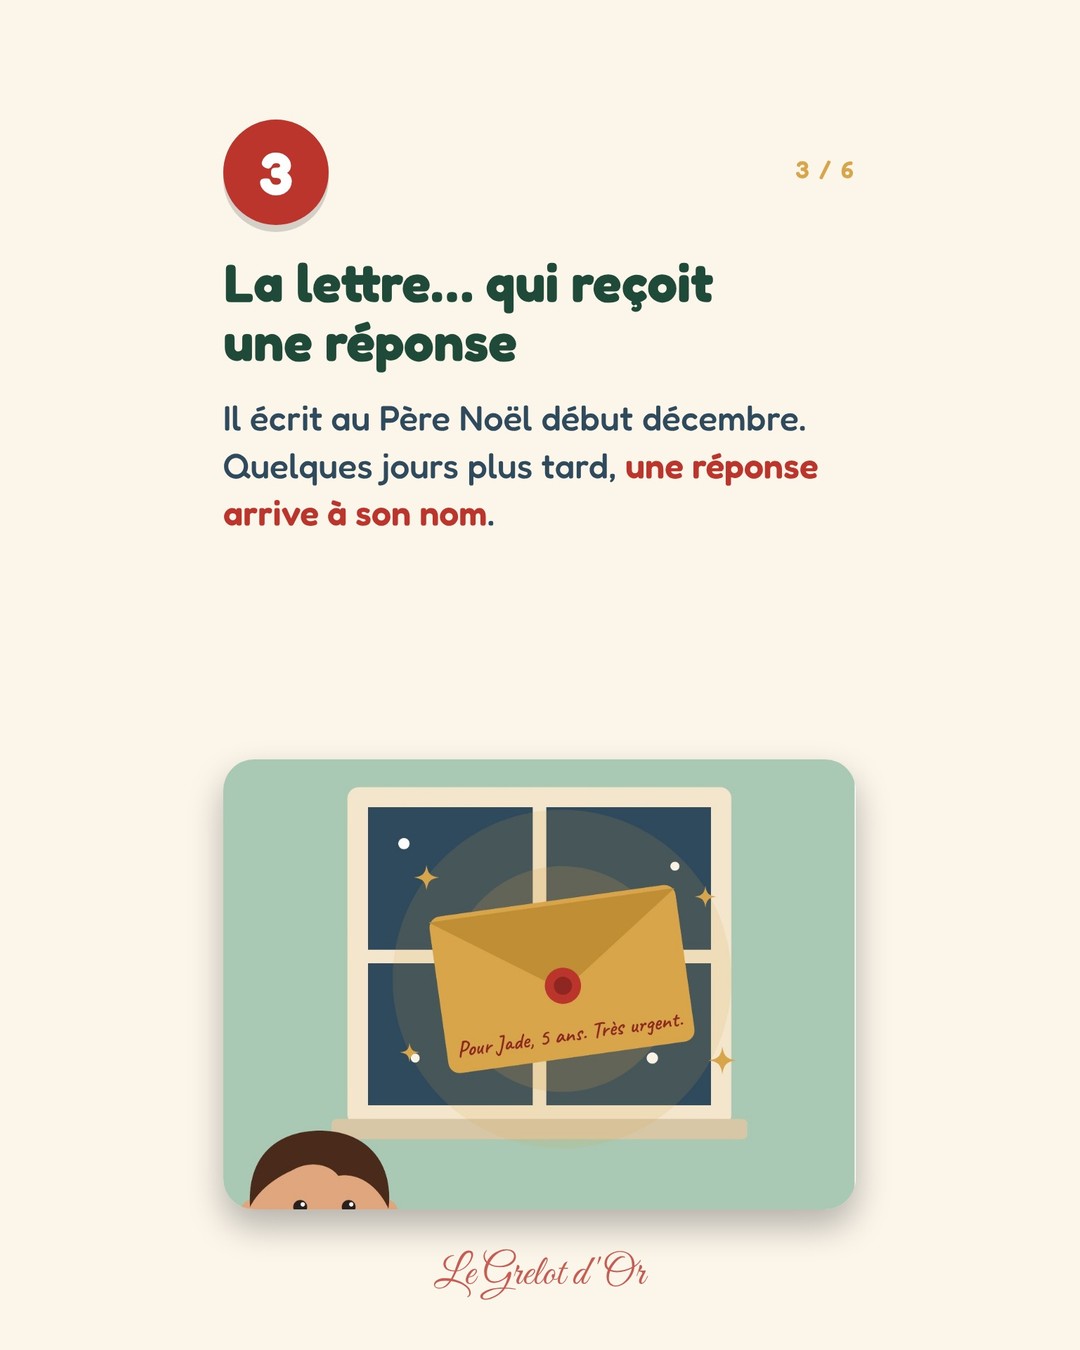 3
3 / 6
La lettre... qui reçoit
une réponse
Il écrit au Père Noël début décembre.
Quelques jours plus tard, une réponse
arrive à son nom.
Pour Jade, 5 ans. Très urgent.
Le Grelot d'Or